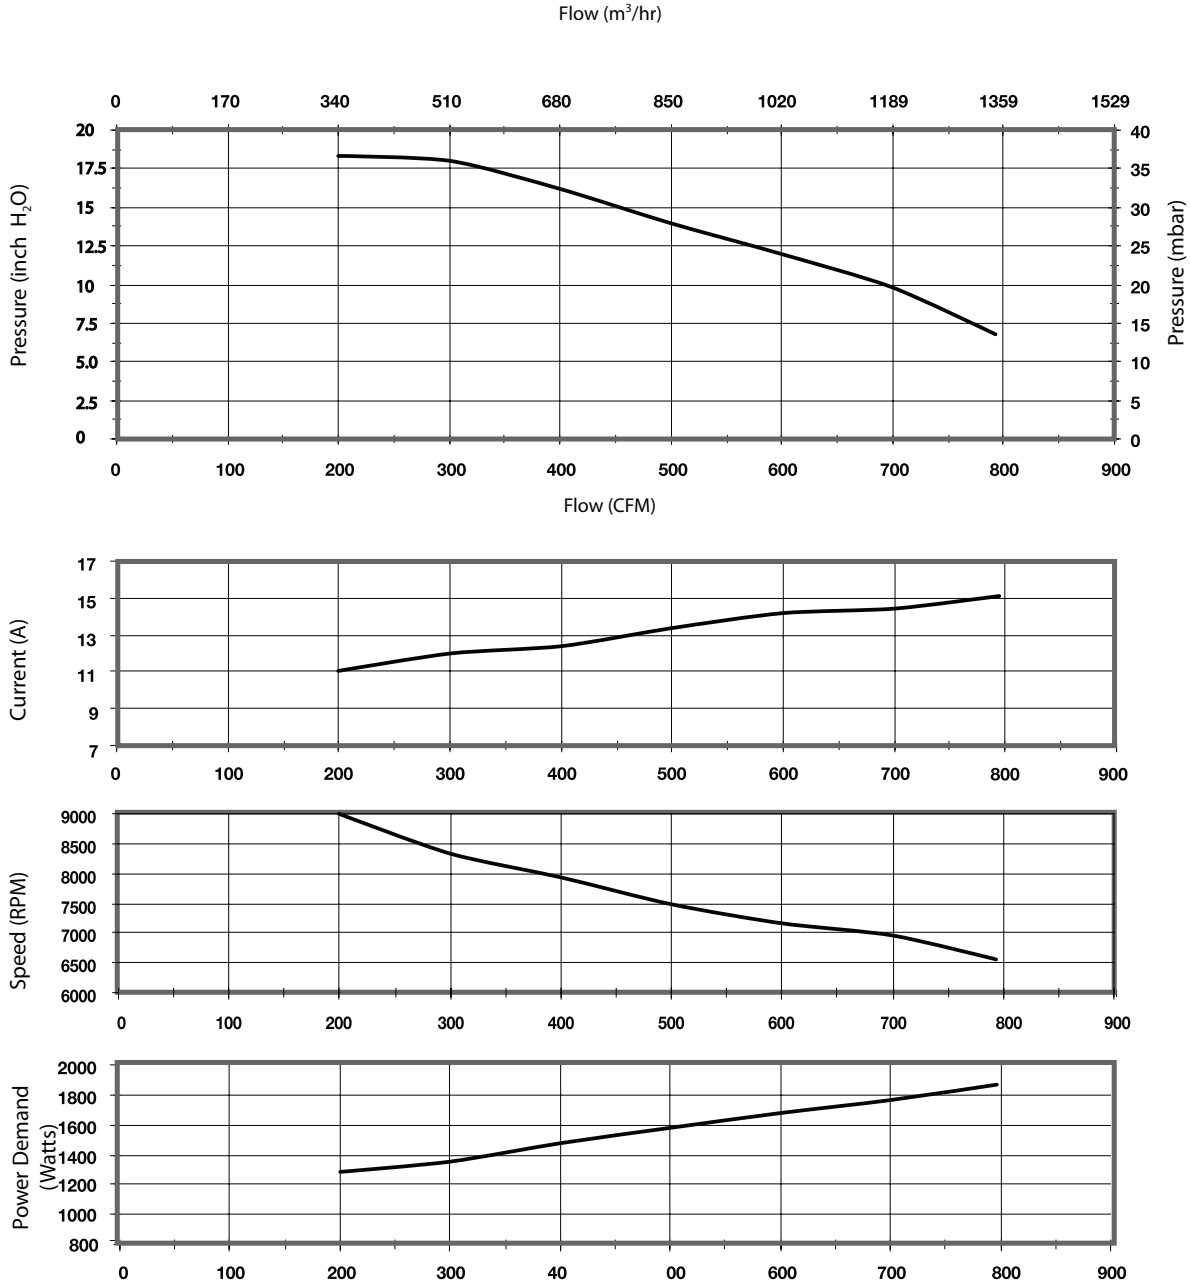 Flow (m³/hr)
0 170 340 510 680 850 1020 1189 1359 1529
20 40
17.5 35
15 30
12.5 25
10 20
7.5 15
5.0 10
2.5 5
0 0
Pressure (inch H₂O)
Pressure (mbar)
0 100 200 300 400 500 600 700 800 900
Flow (CFM)
17
15
13
11
9
7
Current (A)
0 100 200 300 400 500 600 700 800 900
9000
8500
8000
7500
7000
6500
6000
Speed (RPM)
0 100 200 300 400 500 600 700 800 900
2000
1800
1600
1400
1200
1000
800
Power Demand
(Watts)
0 100 200 300 40 00 600 700 800 900